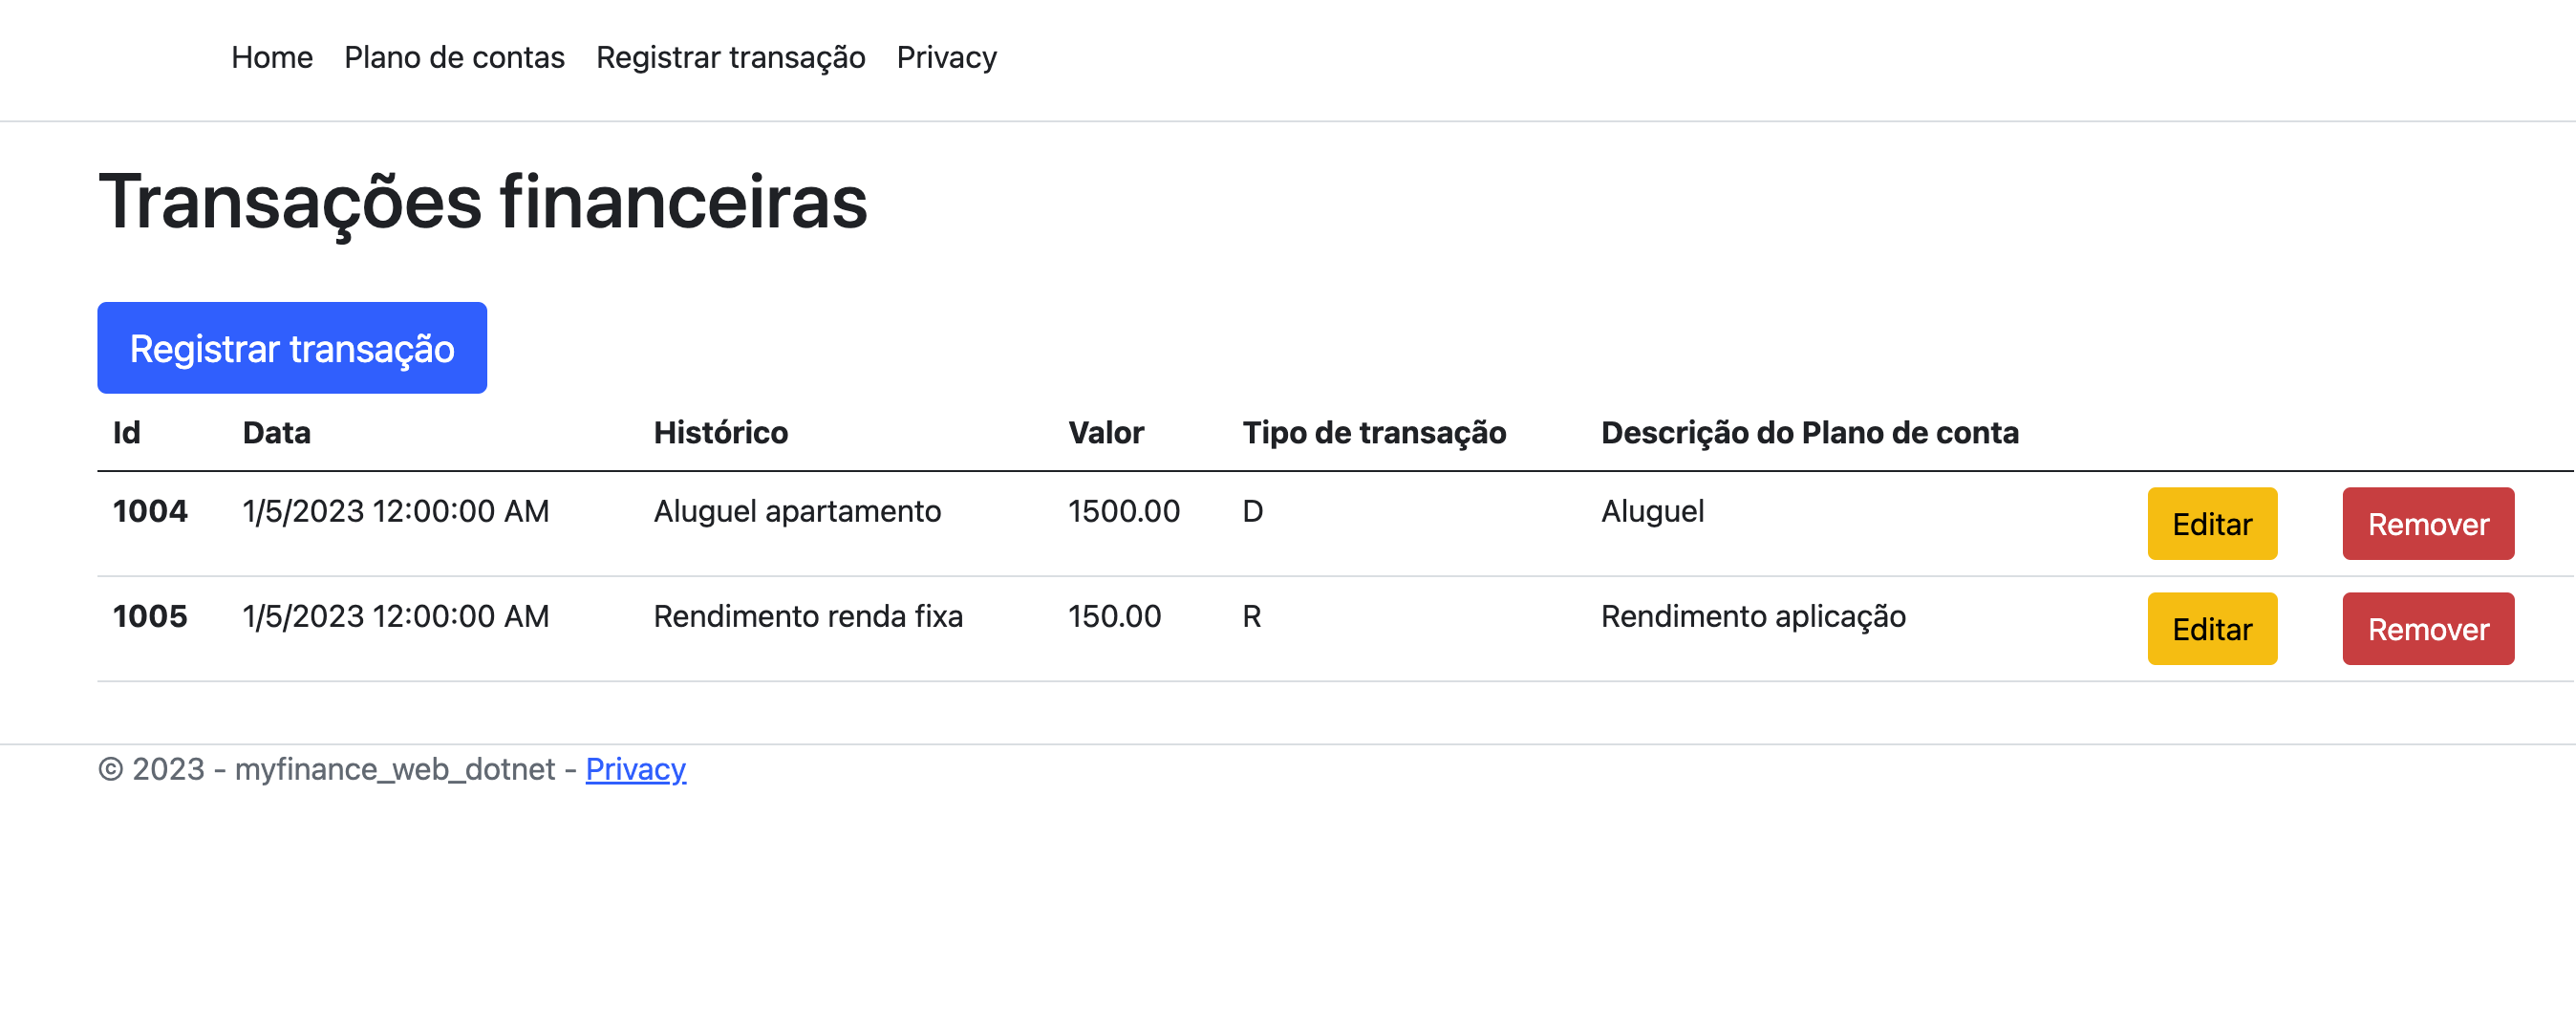 Home Plano de contas Registrar transação Privacy
Transações financeiras
Registrar transação
Id Data Histórico Valor Tipo de transação Descrição do Plano de conta
1004 1/5/2023 12:00:00 AM Aluguel apartamento 1500.00 D Aluguel Editar Remover
1005 1/5/2023 12:00:00 AM Rendimento renda fixa 150.00 R Rendimento aplicação Editar Remover
© 2023 - myfinance_web_dotnet - Privacy